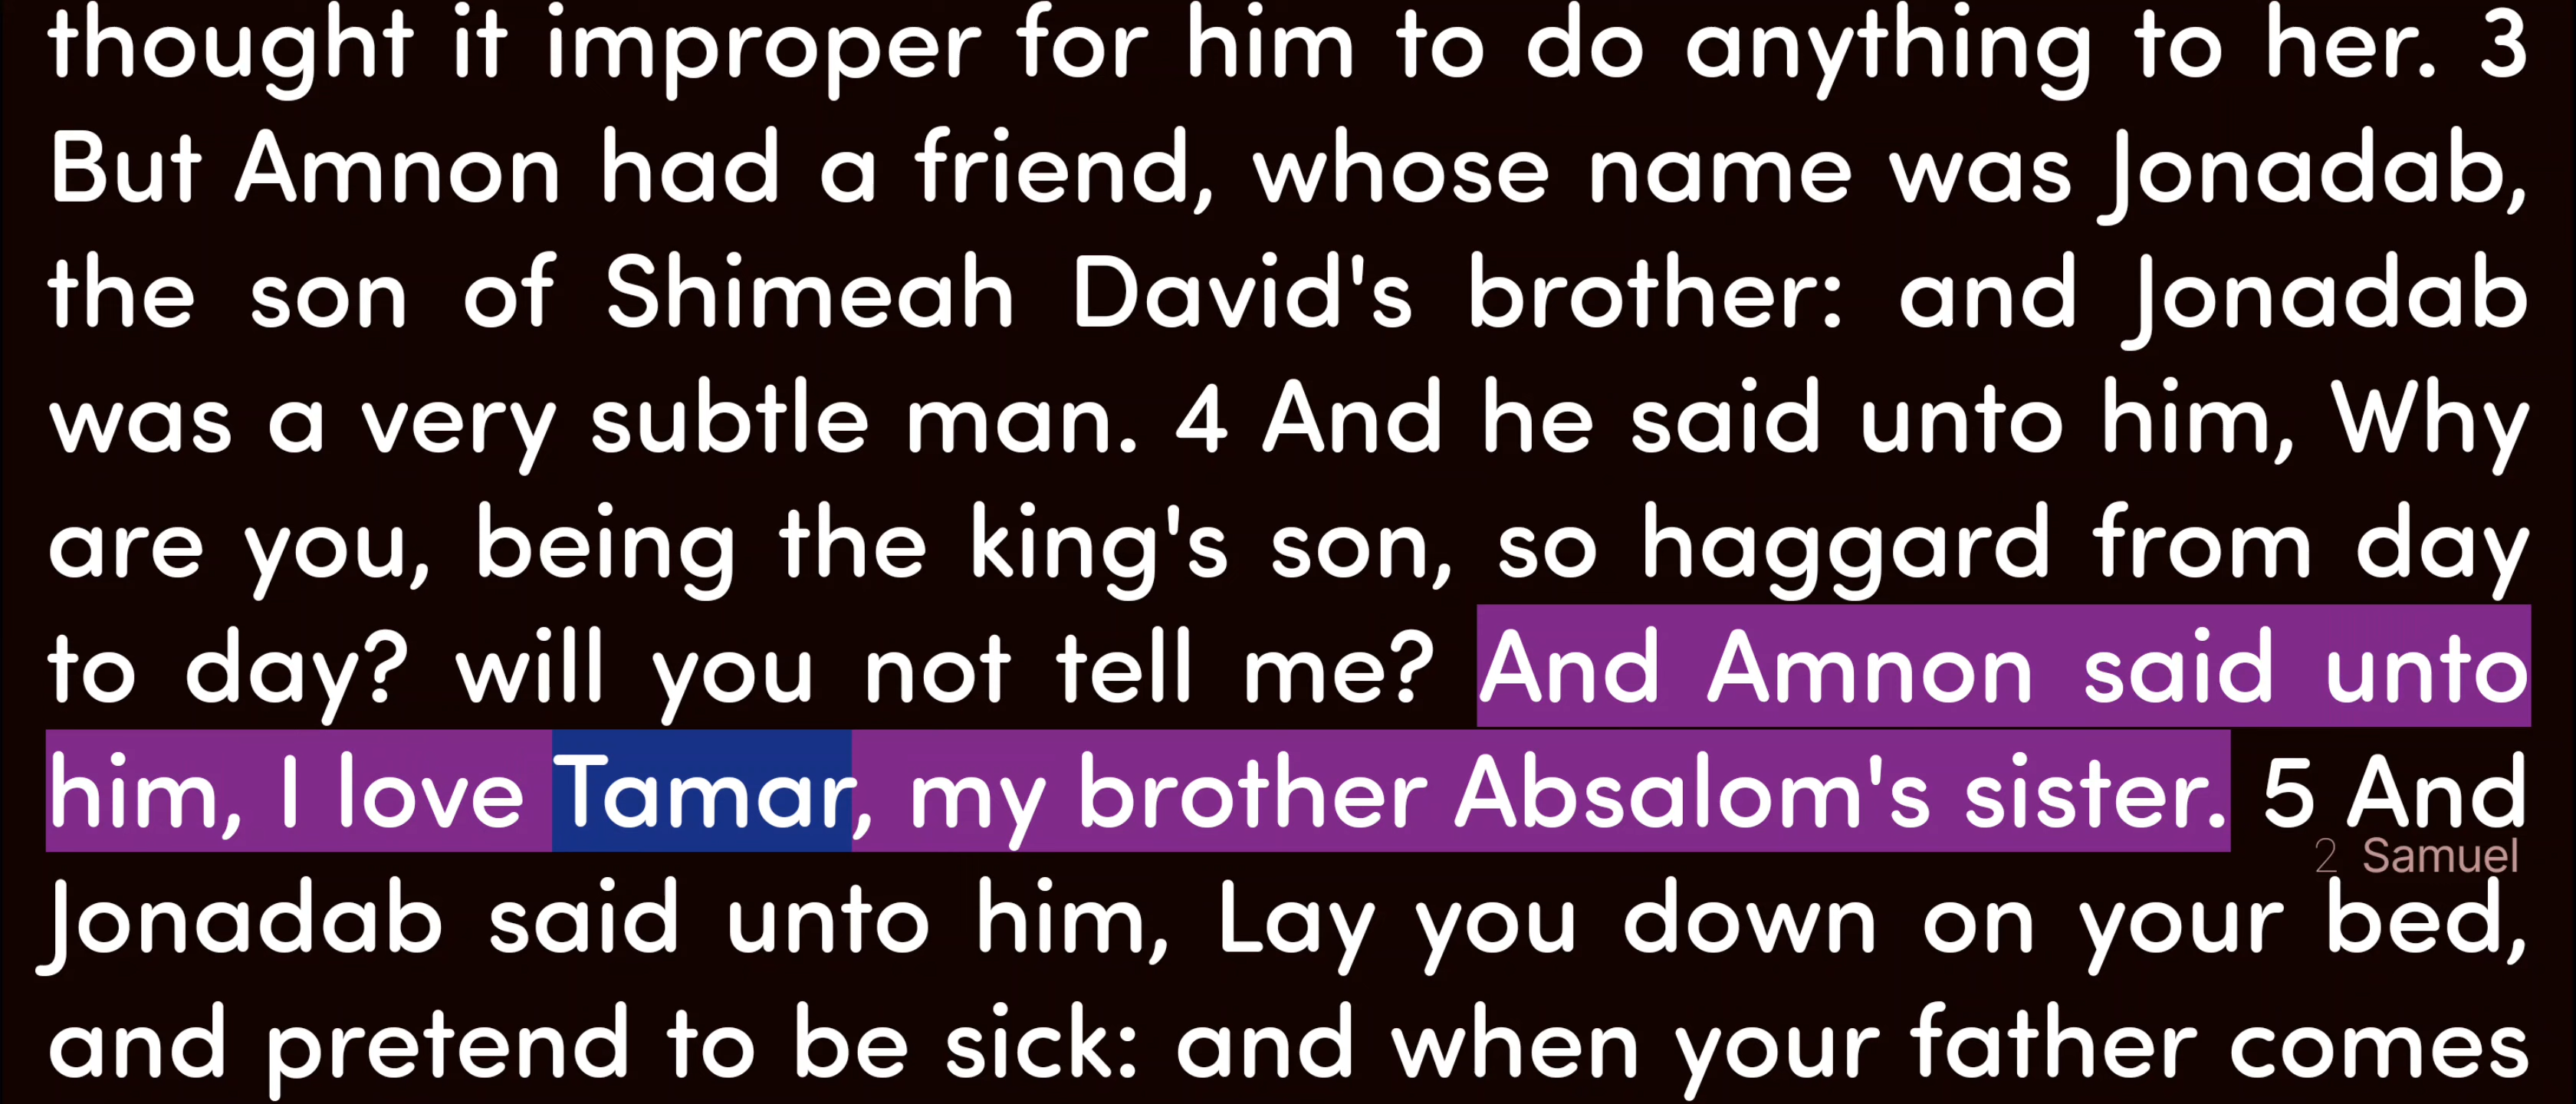 thought it improper for him to do anything to her. 3
But Amnon had a friend, whose name was Jonadab,
the son of Shimeah David's brother: and Jonadab
was a very subtle man. 4 And he said unto him, Why
are you, being the king's son, so haggard from day
to day? will you not tell me? And Amnon said unto
him, I love Tamar, my brother Absalom's sister. 5 And
2 Samuel
Jonadab said unto him, Lay you down on your bed,
and pretend to be sick: and when your father comes